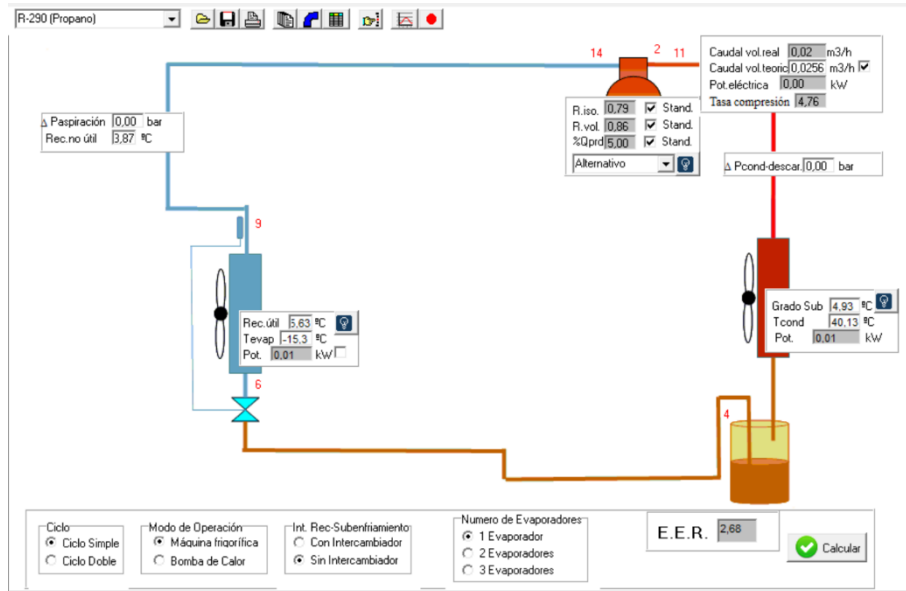 R-290 (Propano)
14
2
11
Caudal vol.real 0,02 m3/h
Caudal vol.teoric 0,0256 m3/h
Pot.eléctrica 0,00 kW
Tasa compresión 4,76
Δ Paspiración 0,00 bar
Rec.no útil 3,87 ºC
R.iso. 0,79 Stand.
R.vol. 0,86 Stand.
%Qprd 5,00 Stand.
Alternativo
Δ Pcond-descar. 0,00 bar
9
Rec.útil 5,63 ºC
Tevap -15,3 ºC
Pot. 0,01 kW
Grado Sub 4,93 ºC
Tcond 40,13 ºC
Pot. 0,01 kW
6
4
Ciclo
Ciclo Simple
Ciclo Doble
Modo de Operación
Máquina frigorífica
Bomba de Calor
Int. Rec-Subenfriamiento
Con Intercambiador
Sin Intercambiador
Numero de Evaporadores
1 Evaporador
2 Evaporadores
3 Evaporadores
E.E.R. 2,68
Calcular